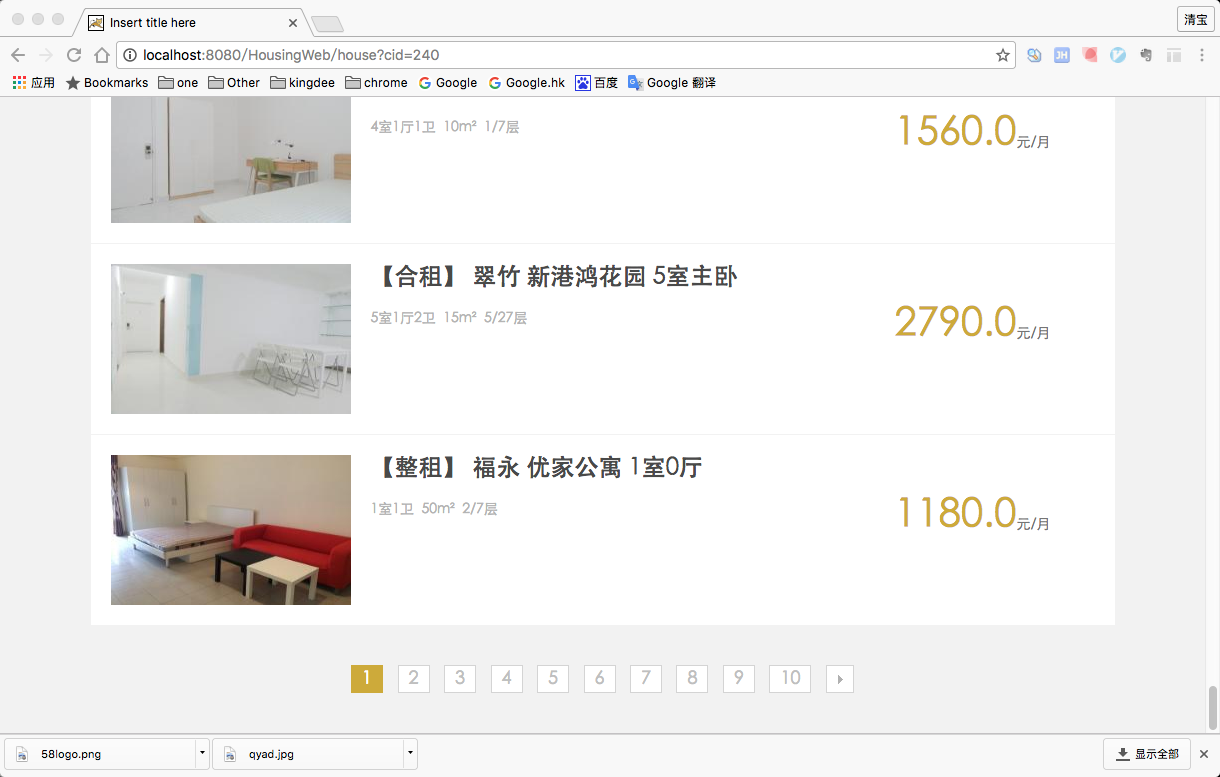 Insert title here
清宝
localhost:8080/HousingWeb/house?cid=240
JH
应用 Bookmarks one Other kingdee chrome Google Google.hk 百度 Google 翻译
4室1厅1卫 10m² 1/7层
1560.0元/月
【合租】 翠竹 新港鸿花园 5室主卧
5室1厅2卫 15m² 5/27层
2790.0元/月
【整租】 福永 优家公寓 1室0厅
1室1卫 50m² 2/7层
1180.0元/月
1 2 3 4 5 6 7 8 9 10
58logo.png qyad.jpg 显示全部